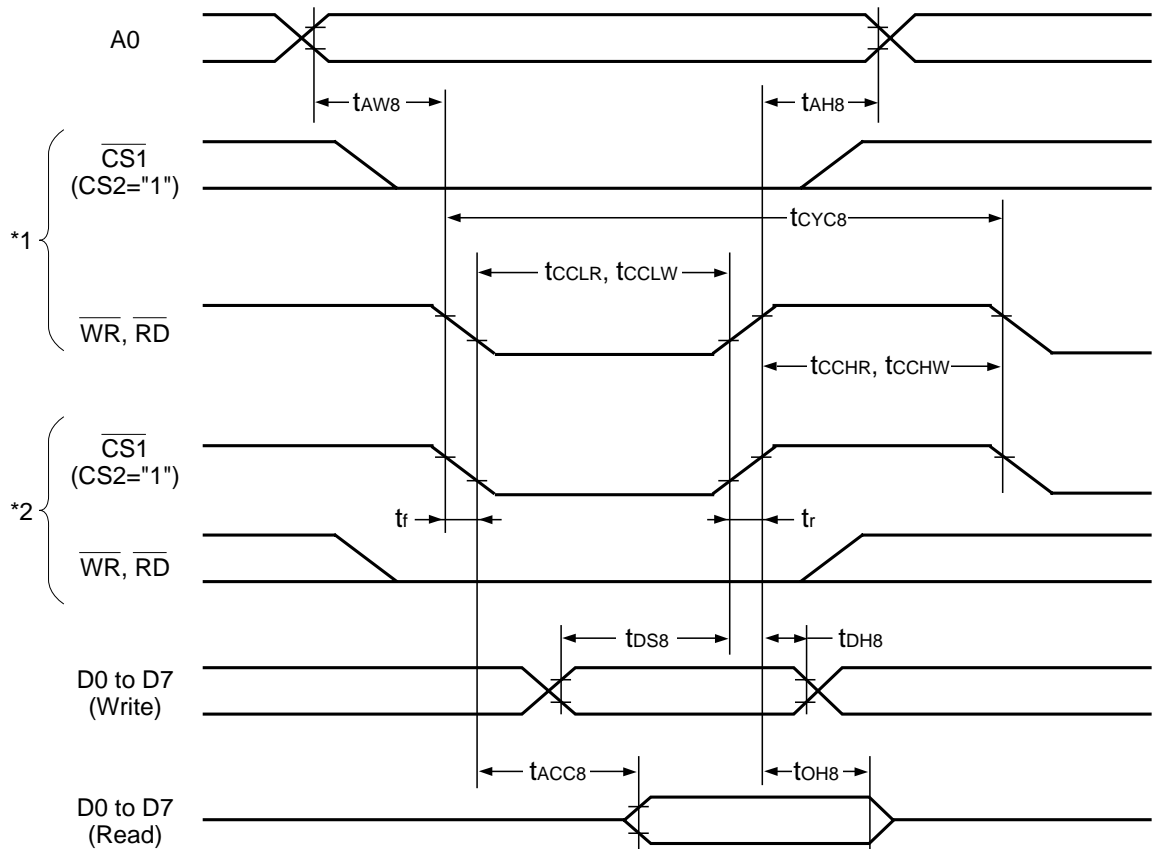 A0
tAW8
tAH8
*1
CS1
(CS2="1")
tCYC8
tCCLR, tCCLW
WR, RD
tCCHR, tCCHW
*2
CS1
(CS2="1")
tf
tr
WR, RD
tDS8
tDH8
D0 to D7
(Write)
tACC8
tOH8
D0 to D7
(Read)